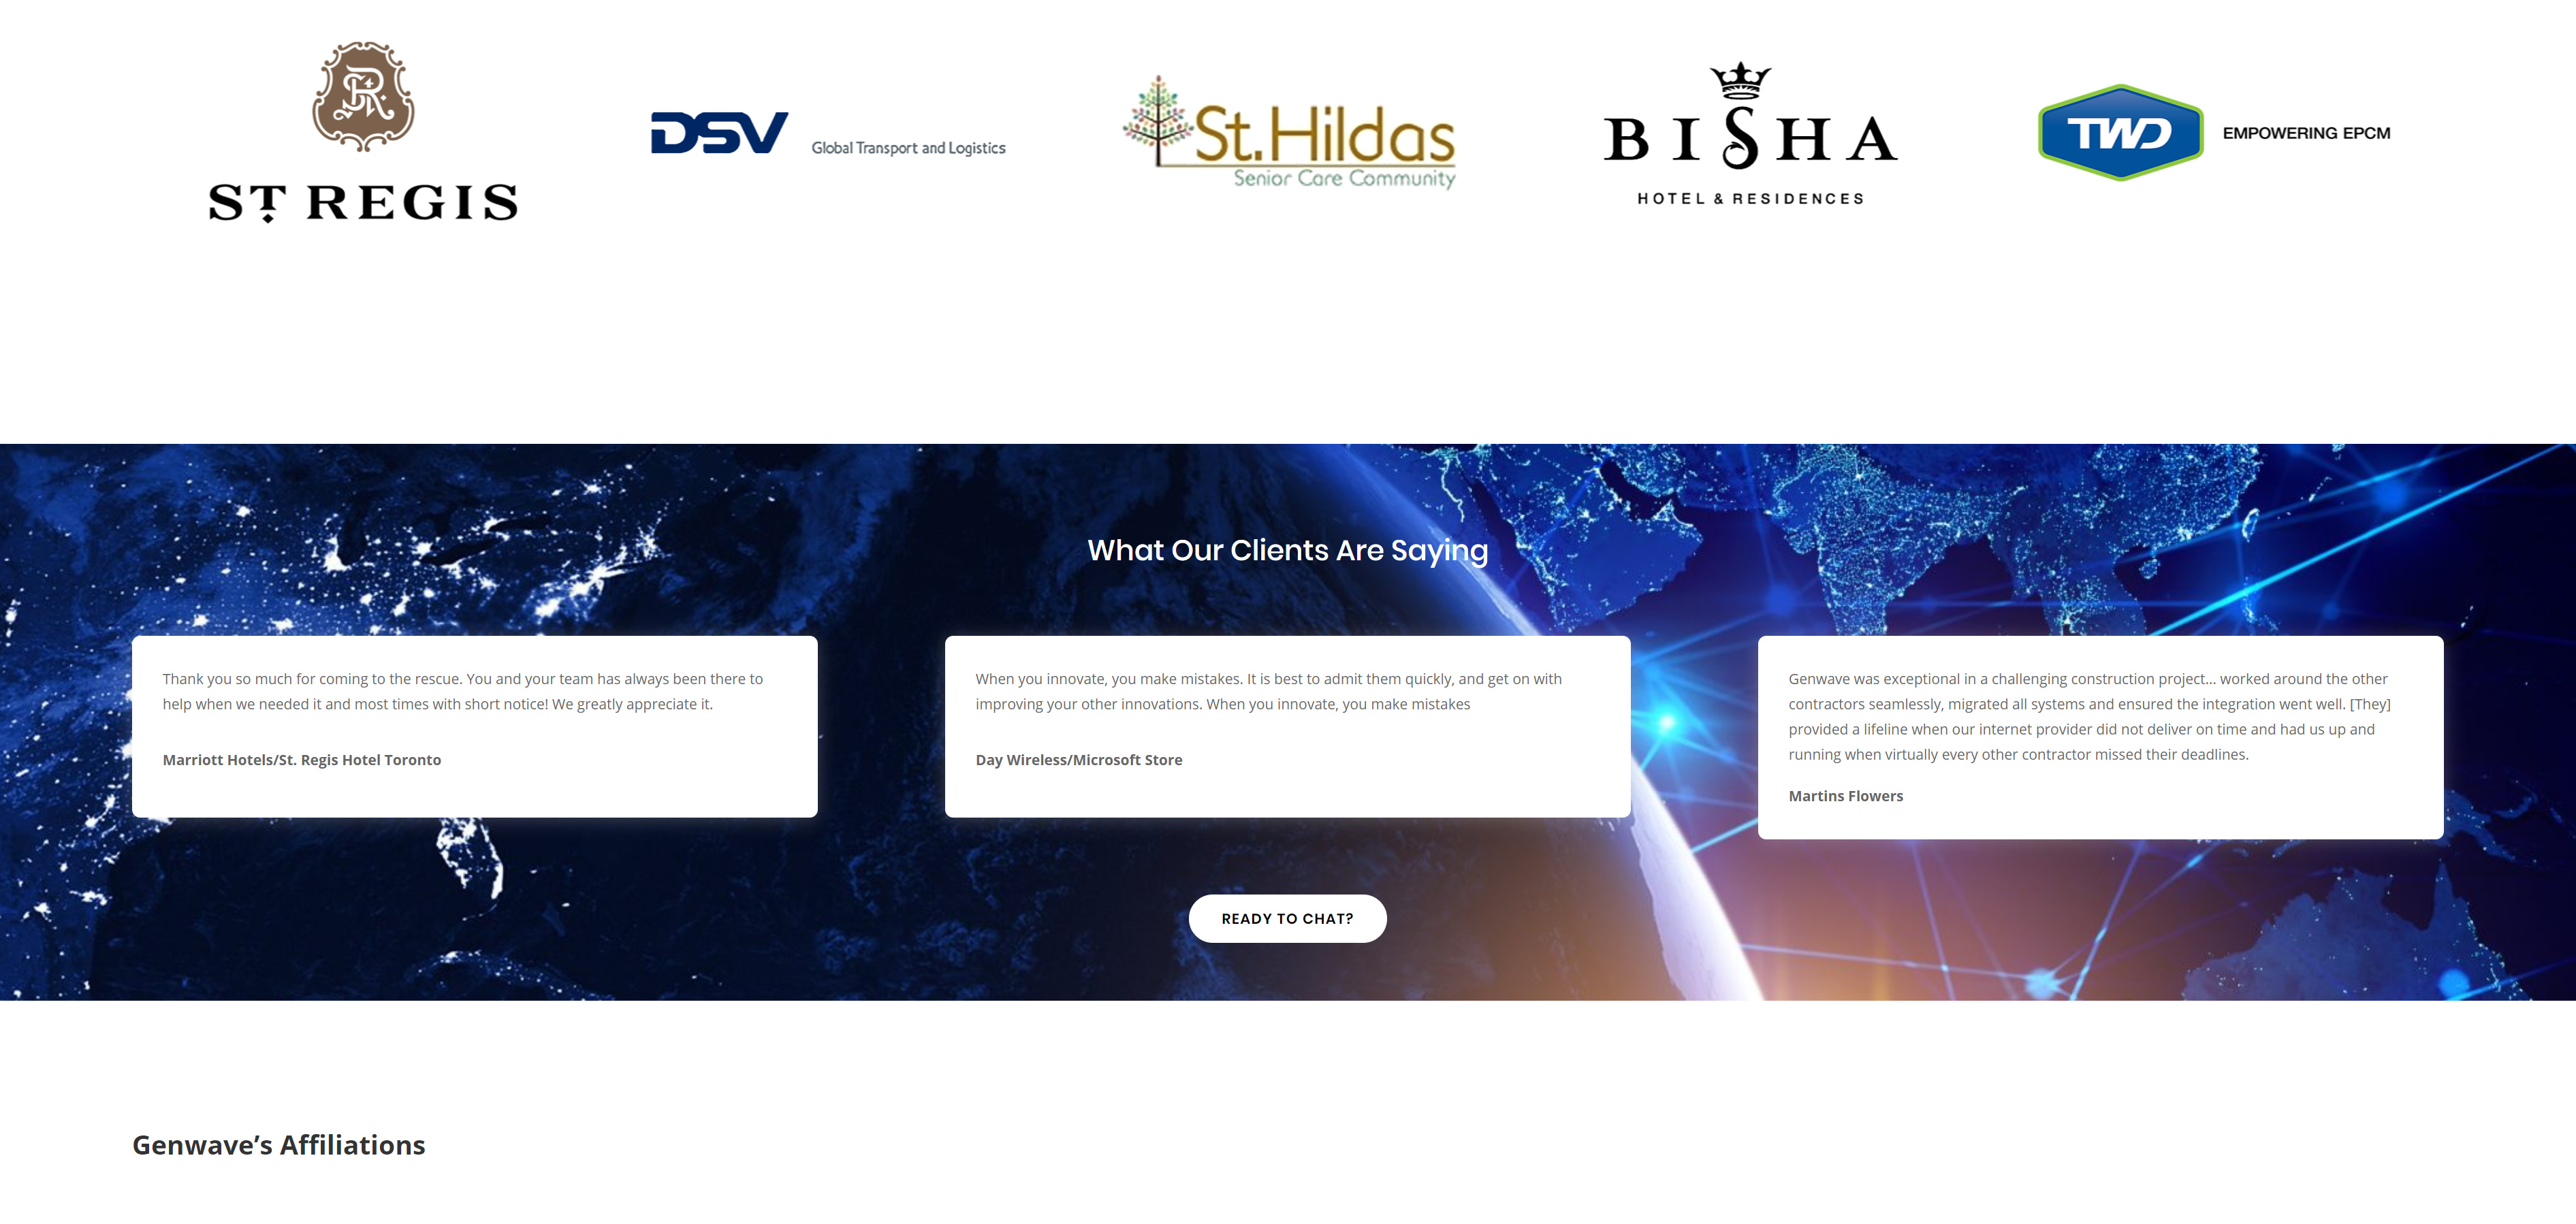 ST REGIS
DSV
Global Transport and Logistics
St. Hildas
Senior Care Community
BISHA
HOTEL & RESIDENCES
TWD
EMPOWERING EPCM
What Our Clients Are Saying
Thank you so much for coming to the rescue. You and your team has always been there to
help when we needed it and most times with short notice! We greatly appreciate it.
Marriott Hotels/St. Regis Hotel Toronto
When you innovate, you make mistakes. It is best to admit them quickly, and get on with
improving your other innovations. When you innovate, you make mistakes
Day Wireless/Microsoft Store
Genwave was exceptional in a challenging construction project... worked around the other
contractors seamlessly, migrated all systems and ensured the integration went well. [They]
provided a lifeline when our internet provider did not deliver on time and had us up and
running when virtually every other contractor missed their deadlines.
Martins Flowers
READY TO CHAT?
Genwave’s Affiliations